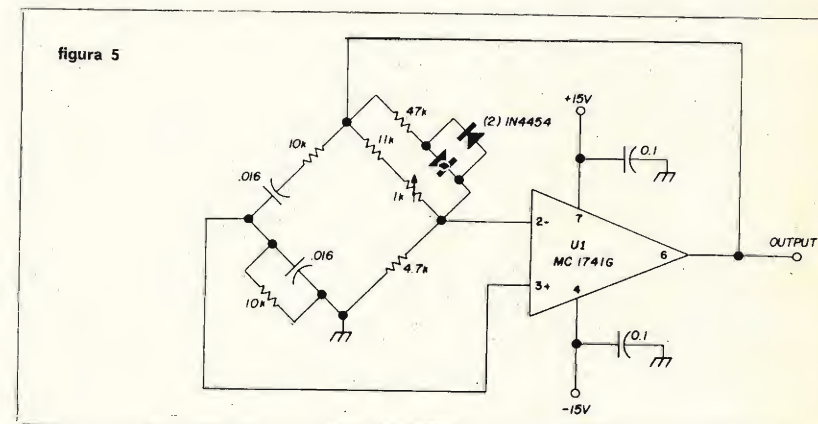 figura 5
47k
(2) 1N4454
10k
11k
.016
1k
.016
10k
4.7k
+15V
0.1
7
2-
U1
MC 1741G
6
3+
4
OUTPUT
0.1
-15V